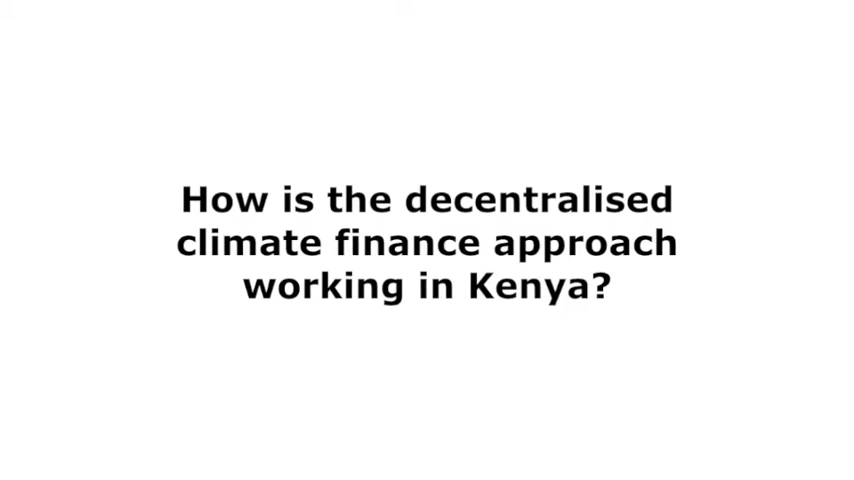 How is the decentralised
climate finance approach
working in Kenya?